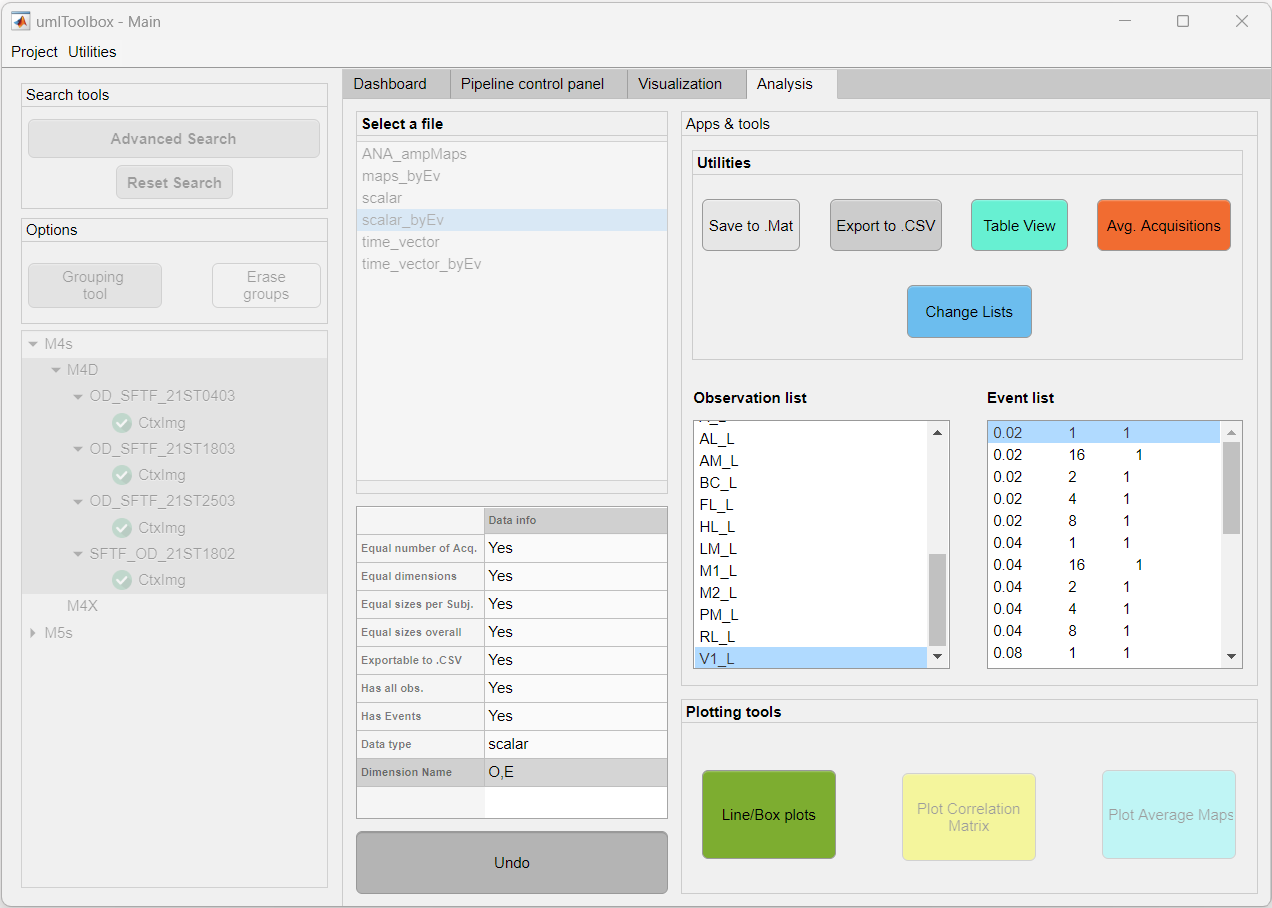 umIToolbox - Main
Project Utilities
Search tools
Advanced Search
Reset Search
Options
Grouping
tool
Erase
groups
M4s
M4D
OD_SFTF_21ST0403
CtxImg
OD_SFTF_21ST1803
CtxImg
OD_SFTF_21ST2503
CtxImg
SFTF_OD_21ST1802
CtxImg
M4X
M5s
Dashboard Pipeline control panel Visualization Analysis
Select a file
ANA_ampMaps
maps_byEv
scalar
scalar_byEv
time_vector
time_vector_byEv
Data info
Equal number of Acq. Yes
Equal dimensions Yes
Equal sizes per Subj. Yes
Equal sizes overall Yes
Exportable to .CSV Yes
Has all obs. Yes
Has Events Yes
Data type scalar
Dimension Name O,E
Undo
Apps & tools
Utilities
Save to .Mat
Export to .CSV
Table View
Avg. Acquisitions
Change Lists
Observation list
AL_L
AM_L
BC_L
FL_L
HL_L
LM_L
M1_L
M2_L
PM_L
RL_L
V1_L
Event list
0.02 1 1
0.02 16 1
0.02 2 1
0.02 4 1
0.02 8 1
0.04 1 1
0.04 16 1
0.04 2 1
0.04 4 1
0.04 8 1
0.08 1 1
Plotting tools
Line/Box plots
Plot Correlation
Matrix
Plot Average Maps